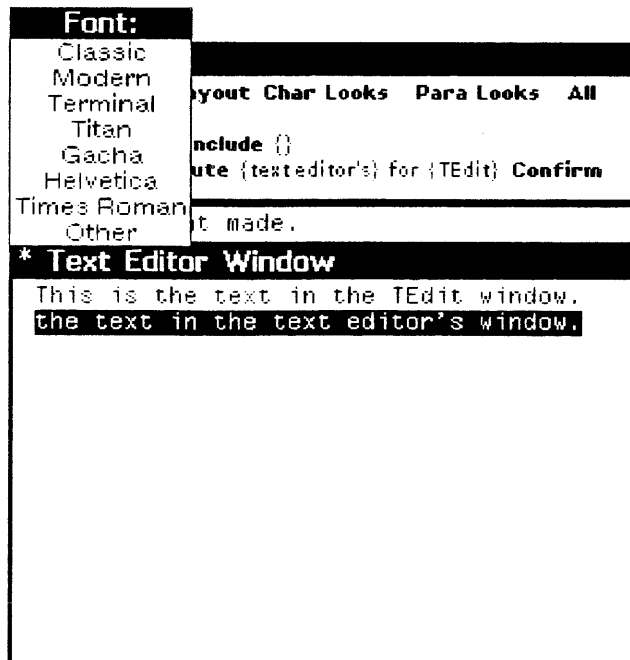 Font:
Classic
Modern
Terminal
Titan
Gacha
Helvetica
Times Roman
Other
yout Char Looks Para Looks All
nclude {}
ute {text editor's} for {TEdit} Confirm
t made.
* Text Editor Window
This is the text in the TEdit window.
the text in the text editor's window.